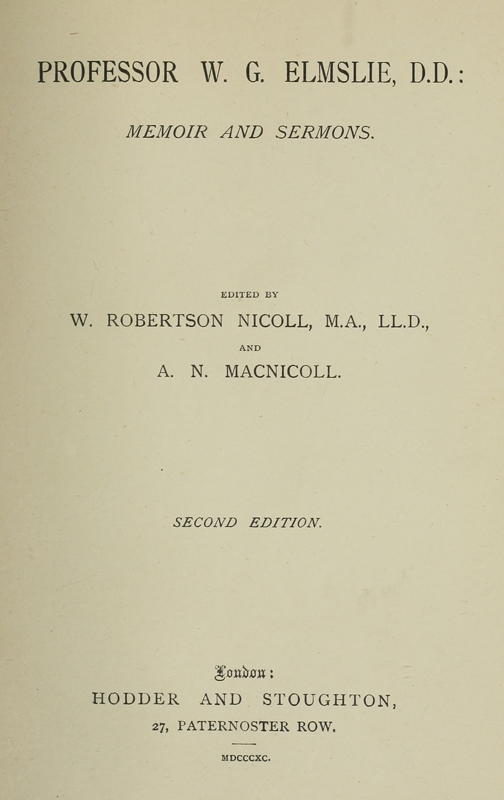 PROFESSOR W. G. ELMSLIE, D.D.:
MEMOIR AND SERMONS.
EDITED BY
W. ROBERTSON NICOLL, M.A., LL.D.,
AND
A. N. MACNICOLL.
SECOND EDITION.
London:
HODDER AND STOUGHTON,
27, PATERNOSTER ROW.
MDCCCXC.